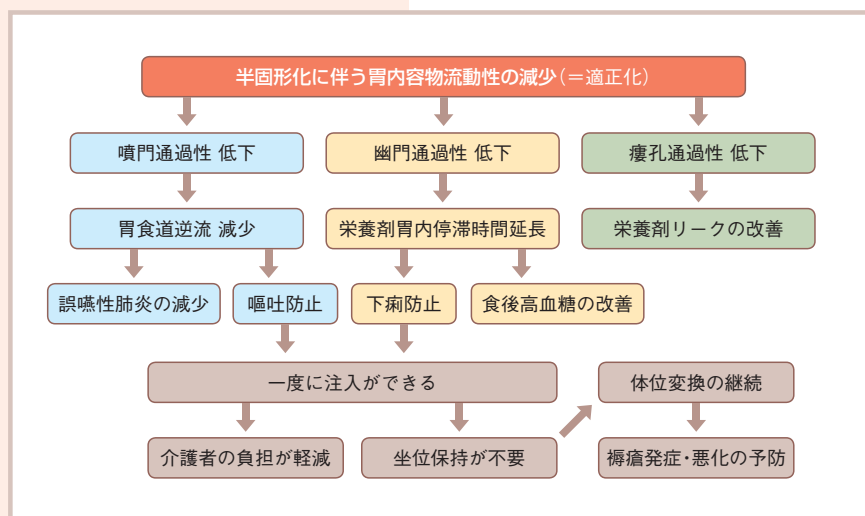 半固形化に伴う胃内容物流動性の減少（＝適正化）
噴門通過性 低下
幽門通過性 低下
瘻孔通過性 低下
胃食道逆流 減少
栄養剤胃内停滞時間延長
栄養剤リークの改善
誤嚥性肺炎の減少
嘔吐防止
下痢防止
食後高血糖の改善
一度に注入ができる
体位変換の継続
介護者の負担が軽減
坐位保持が不要
褥瘡発症・悪化の予防